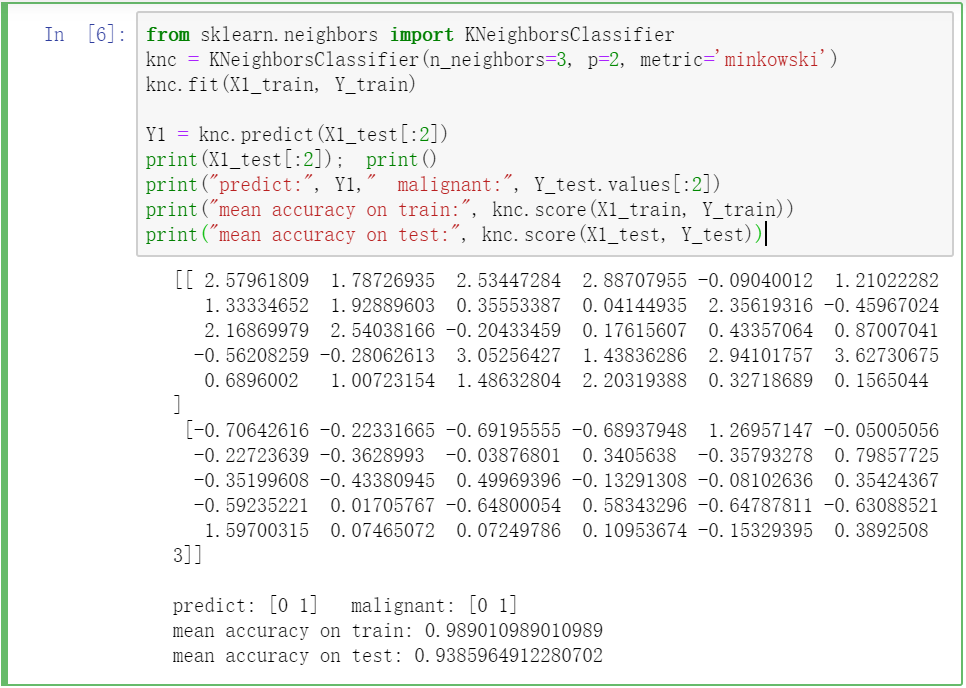 In [6]: from sklearn.neighbors import KNeighborsClassifier
knc = KNeighborsClassifier(n_neighbors=3, p=2, metric='minkowski')
knc.fit(X1_train, Y_train)
Y1 = knc.predict(X1_test[:2])
print(X1_test[:2]);  print()
print("predict:", Y1,"  malignant:", Y_test.values[:2])
print("mean accuracy on train:", knc.score(X1_train, Y_train))
print("mean accuracy on test:", knc.score(X1_test, Y_test))
[[ 2.57961809  1.78726935  2.53447284  2.88707955 -0.09040012  1.21022282
1.33334652  1.92889603  0.35553387  0.04144935  2.35619316 -0.45967024
2.16869979  2.54038166 -0.20433459  0.17615607  0.43357064  0.87007041
-0.56208259 -0.28062613  3.05256427  1.43836286  2.94101757  3.62730675
0.6896002   1.00723154  1.48632804  2.20319388  0.32718689  0.1565044
]
[-0.70642616 -0.22331665 -0.69195555 -0.68937948  1.26957147 -0.05005056
-0.22723639 -0.3628993  -0.03876801  0.3405638  -0.35793278  0.79857725
-0.35199608 -0.43380945  0.49969396 -0.13291308 -0.08102636  0.35424367
-0.59235221  0.01705767 -0.64800054  0.58343296 -0.64787811 -0.63088521
1.59700315  0.07465072  0.07249786  0.10953674 -0.15329395  0.3892508
3]]
predict: [0 1]   malignant: [0 1]
mean accuracy on train: 0.989010989010989
mean accuracy on test: 0.9385964912280702